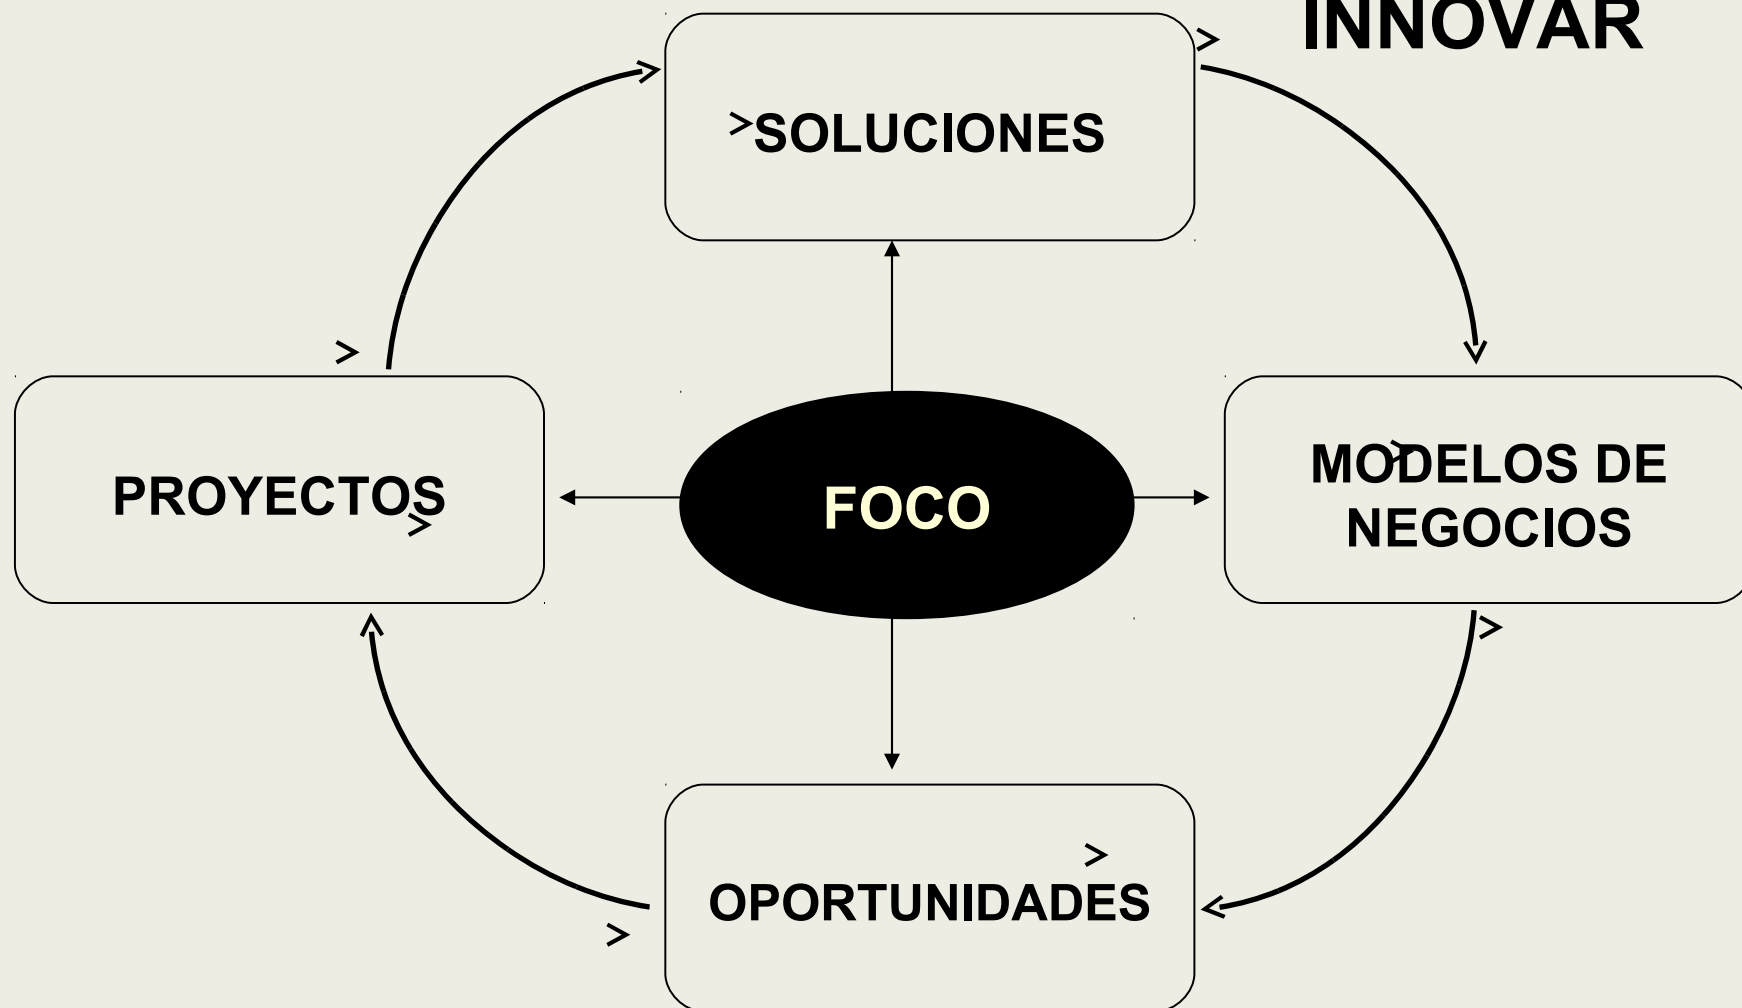 INNOVAR
SOLUCIONES
PROYECTOS
FOCO
MODELOS DE
NEGOCIOS
OPORTUNIDADES